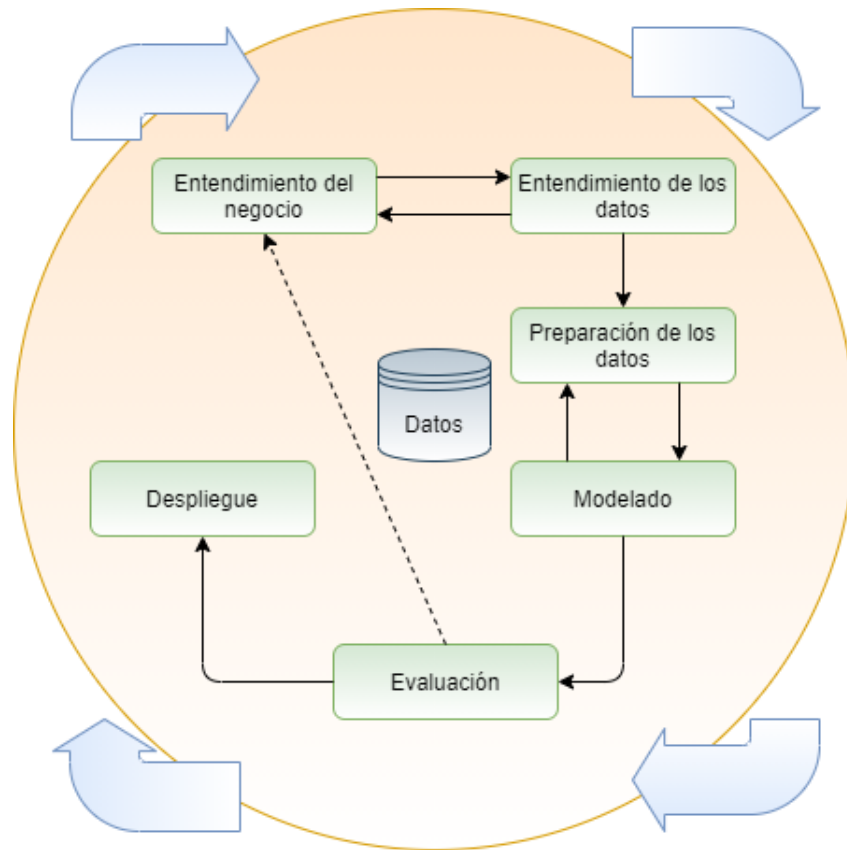 Entendimiento del
negocio
Entendimiento de los
datos
Preparación de los
datos
Datos
Despliegue
Modelado
Evaluación